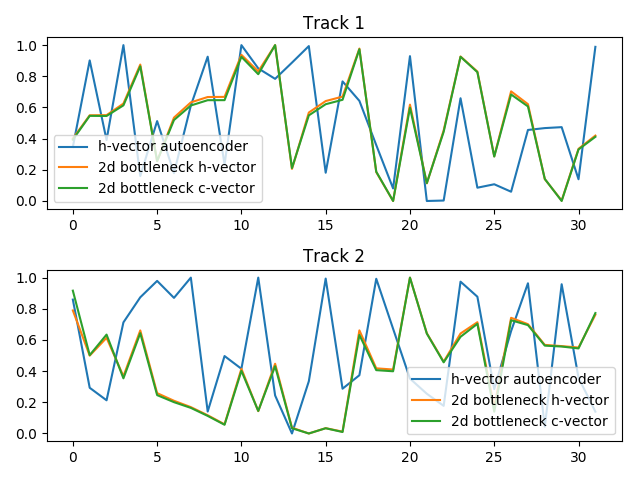 Track 1
1.0
0.8
0.6
0.4
0.2
0.0
h-vector autoencoder
2d bottleneck h-vector
2d bottleneck c-vector
0 5 10 15 20 25 30
Track 2
1.0
0.8
0.6
0.4
0.2
0.0
h-vector autoencoder
2d bottleneck h-vector
2d bottleneck c-vector
0 5 10 15 20 25 30